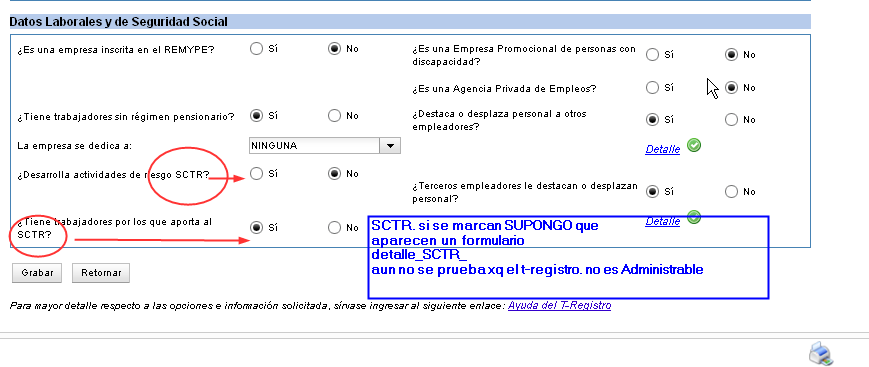 Datos Laborales y de Seguridad Social
¿Es una empresa inscrita en el REMYPE?
Sí
No
¿Es una Empresa Promocional de personas con
discapacidad?
Sí
No
¿Es una Agencia Privada de Empleos?
Sí
No
¿Tiene trabajadores sin régimen pensionario?
Sí
No
¿Destaca o desplaza personal a otros
empleadores?
Sí
No
La empresa se dedica a:
NINGUNA
Detalle
¿Desarrolla actividades de riesgo SCTR?
Sí
No
¿Terceros empleadores le destacan o desplazan
personal?
Sí
No
¿Tiene trabajadores por los que aporta al
SCTR?
Sí
No
Detalle
SCTR. si se marcan SUPONGO que
aparecen un formulario
detalle_SCTR_
aun no se prueba xq el t-registro. no es Administrable
Grabar
Retornar
Para mayor detalle respecto a las opciones e información solicitada, sírvase ingresar al siguiente enlace: Ayuda del T-Registro